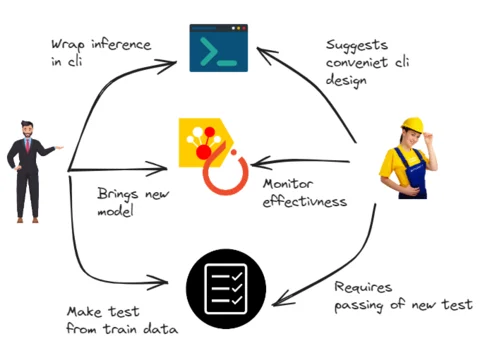 Wrap inference
in cli
Suggests
conveniet cli
design
Brings new
model
Monitor
effectivness
Make test
from train data
Requires
passing of new test